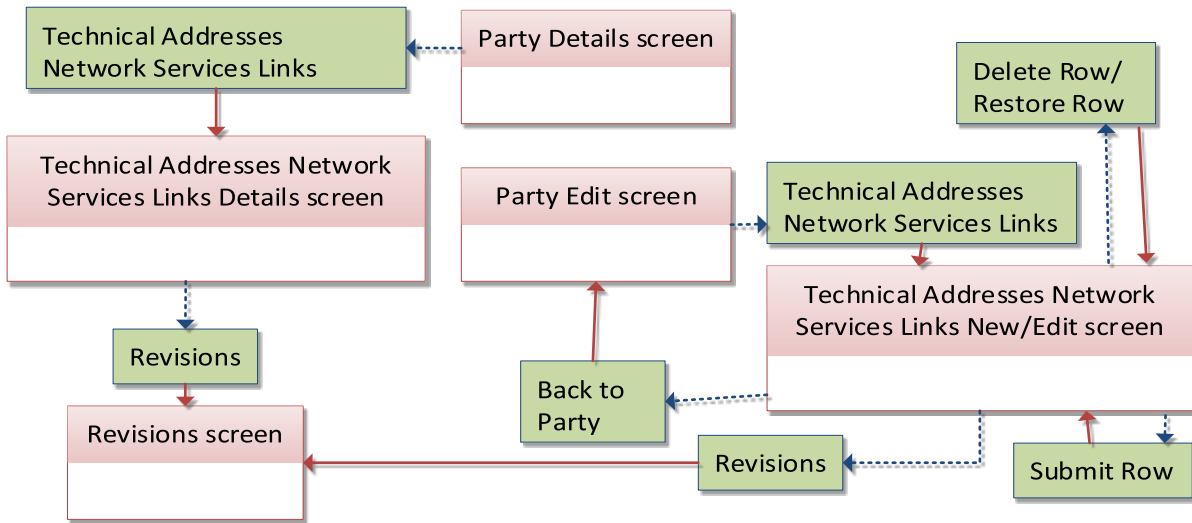 Technical Addresses
Network Services Links
Party Details screen
Delete Row/
Restore Row
Technical Addresses Network
Services Links Details screen
Party Edit screen
Technical Addresses
Network Services Links
Technical Addresses Network
Services Links New/Edit screen
Revisions
Back to
Party
Revisions screen
Revisions
Submit Row